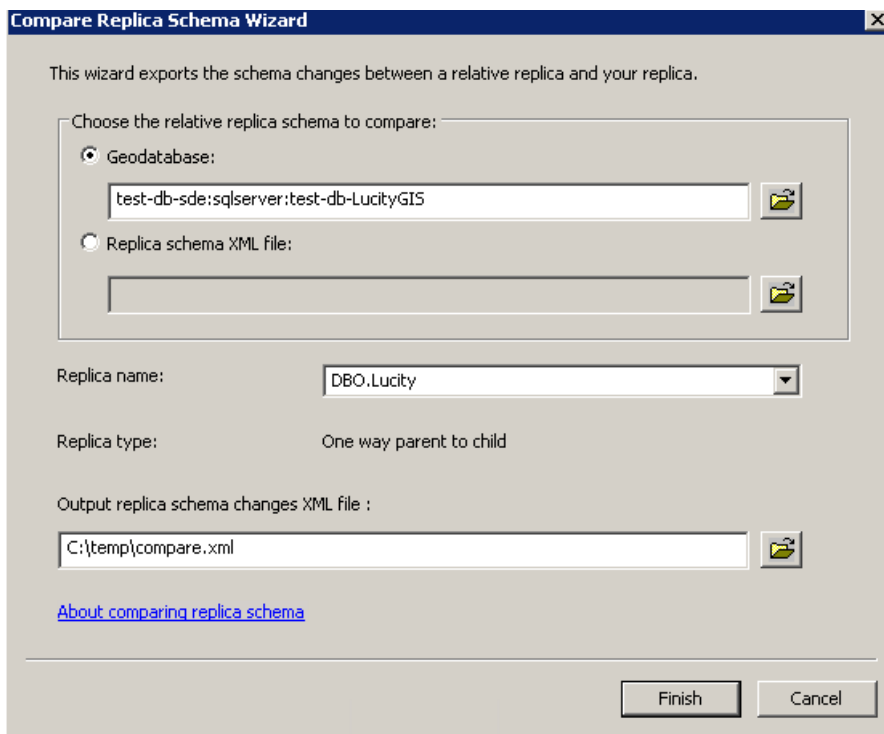 Compare Replica Schema Wizard
This wizard exports the schema changes between a relative replica and your replica.
Choose the relative replica schema to compare:
Geodatabase:
test-db-sde:sqlserver:test-db-LucityGIS
Replica schema XML file:
Replica name:
DBO.Lucity
Replica type:
One way parent to child
Output replica schema changes XML file :
C:\temp\compare.xml
About comparing replica schema
Finish
Cancel